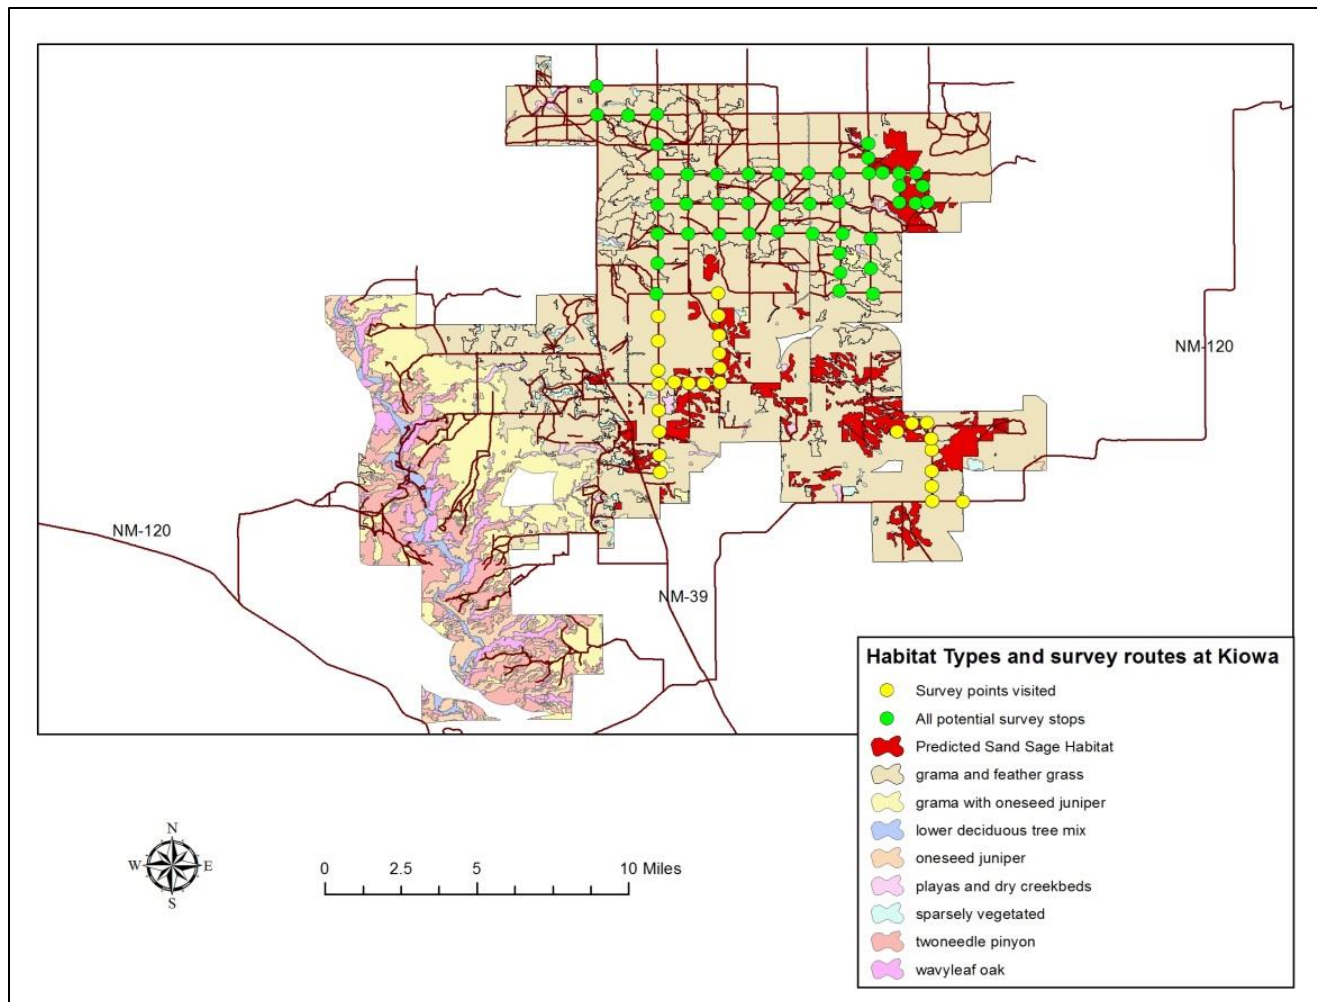 NM-120
NM-120
NM-39
Habitat Types and survey routes at Kiowa
Survey points visited
All potential survey stops
Predicted Sand Sage Habitat
grama and feather grass
grama with oneseed juniper
lower deciduous tree mix
oneseed juniper
playas and dry creekbeds
sparsely vegetated
twoneedle pinyon
wavyleaf oak
N
W E
S
0 2.5 5 10 Miles